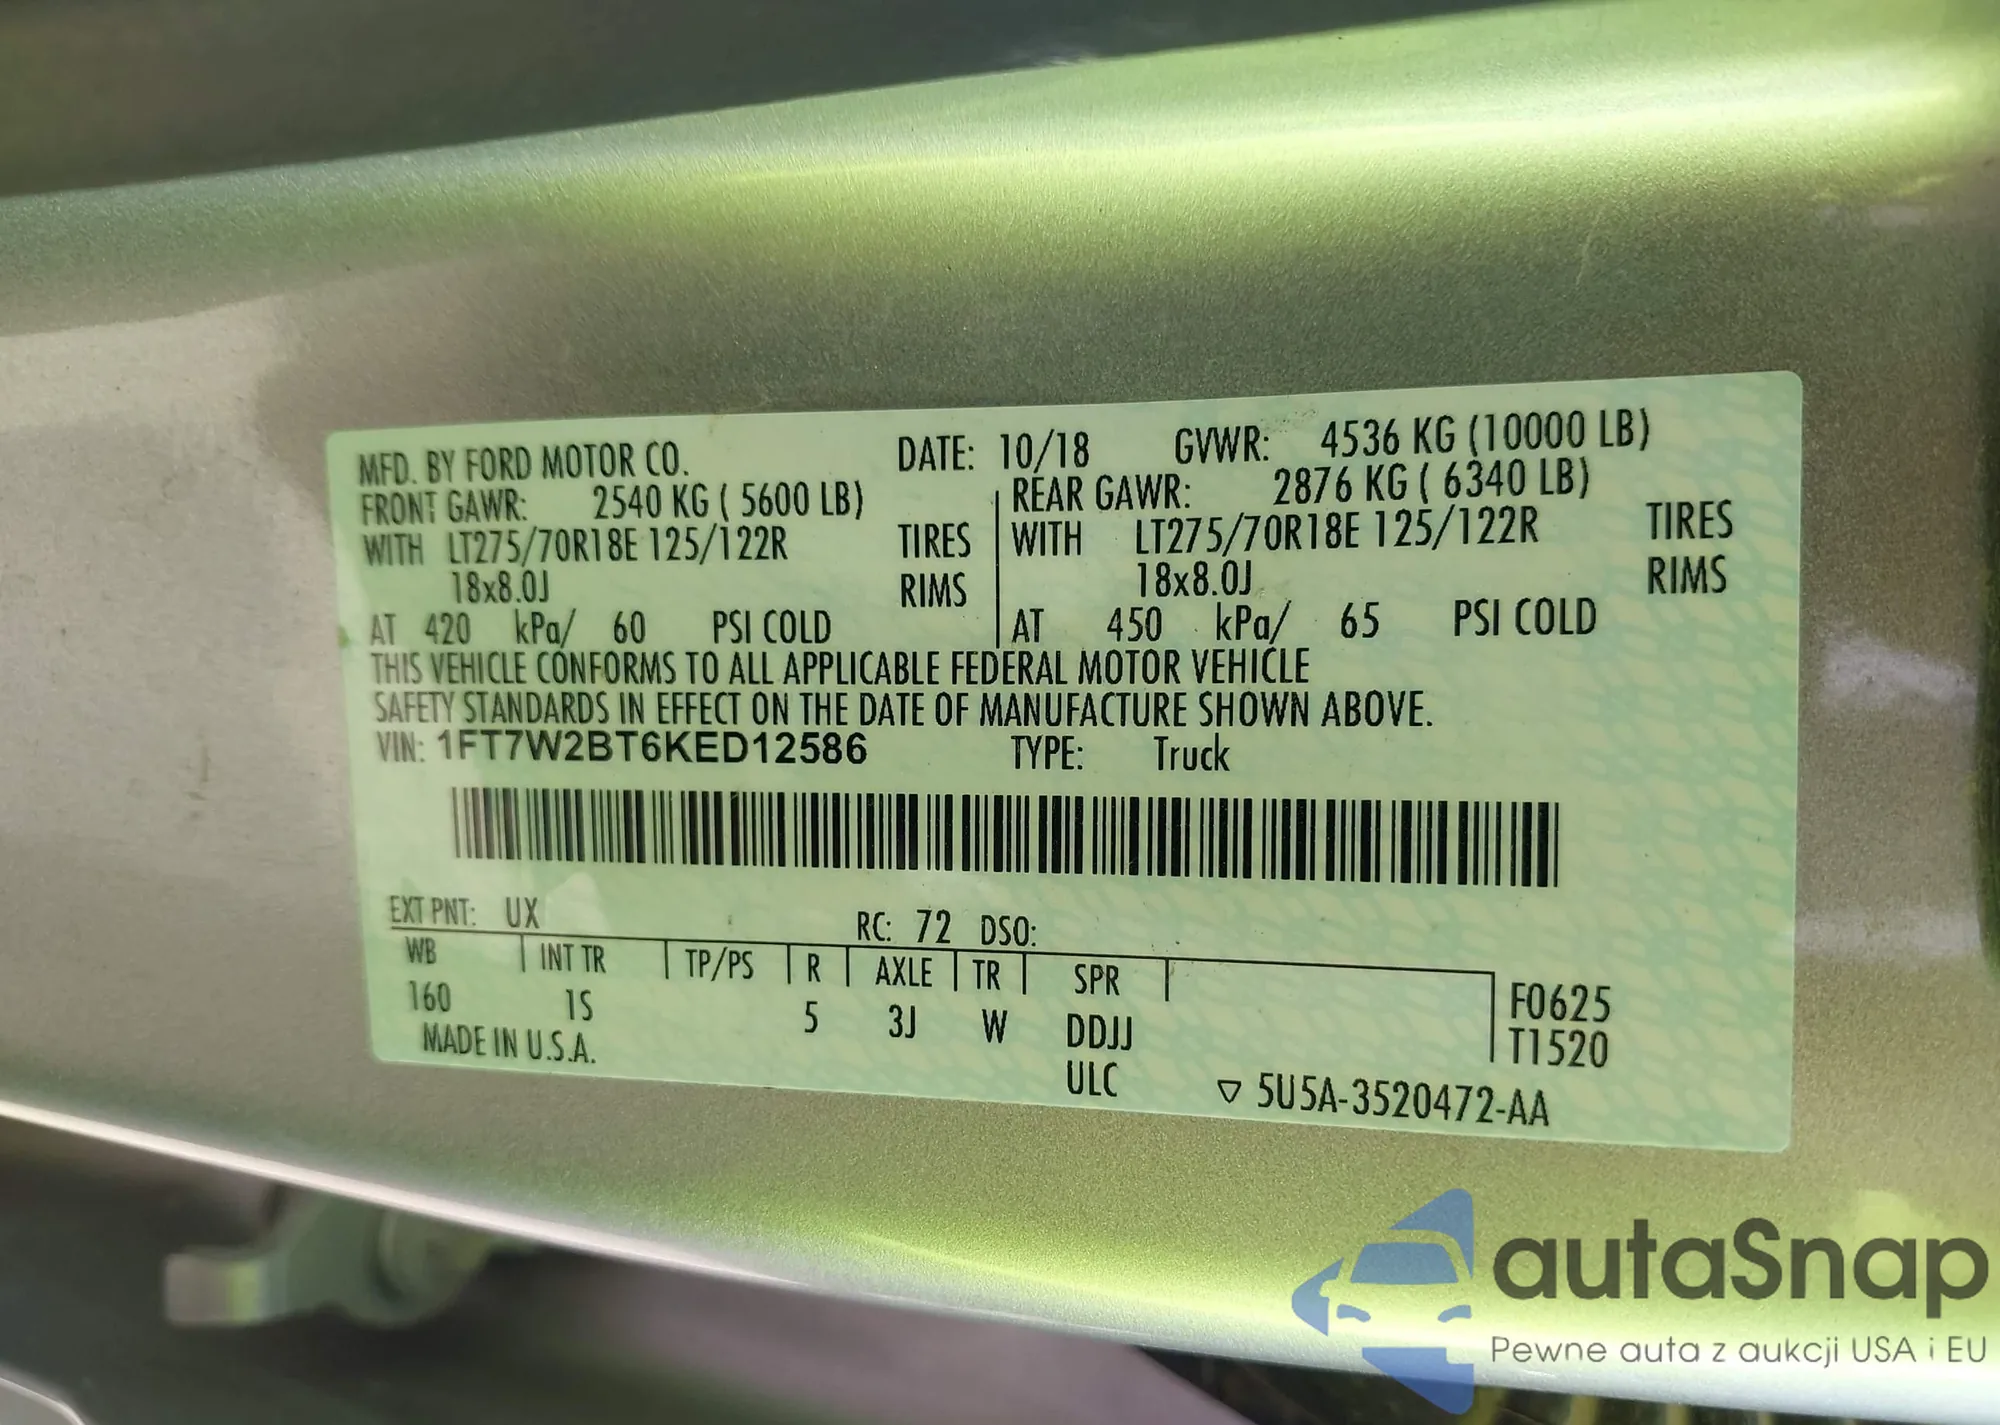 MFD. BY FORD MOTOR CO. DATE: 10/18 GVWR: 4536 KG (10000 LB)
FRONT GAWR: 2540 KG ( 5600 LB) REAR GAWR: 2876 KG ( 6340 LB)
WITH LT275/70R18E 125/122R TIRES WITH LT275/70R18E 125/122R TIRES
18x8.0J RIMS 18x8.0J RIMS
AT 420 kPa/ 60 PSI COLD AT 450 kPa/ 65 PSI COLD
THIS VEHICLE CONFORMS TO ALL APPLICABLE FEDERAL MOTOR VEHICLE
SAFETY STANDARDS IN EFFECT ON THE DATE OF MANUFACTURE SHOWN ABOVE.
VIN: 1FT7W2BT6KED12586 TYPE: Truck
EXT PNT: UX RC: 72 DSO:
WB INT TR TP/PS R AXLE TR SPR
160 1S 5 3J W DDJJ F0625
MADE IN U.S.A. ULC T1520
▽ 5U5A-3520472-AA
autaSnap
Pewne auta z aukcji USA i EU